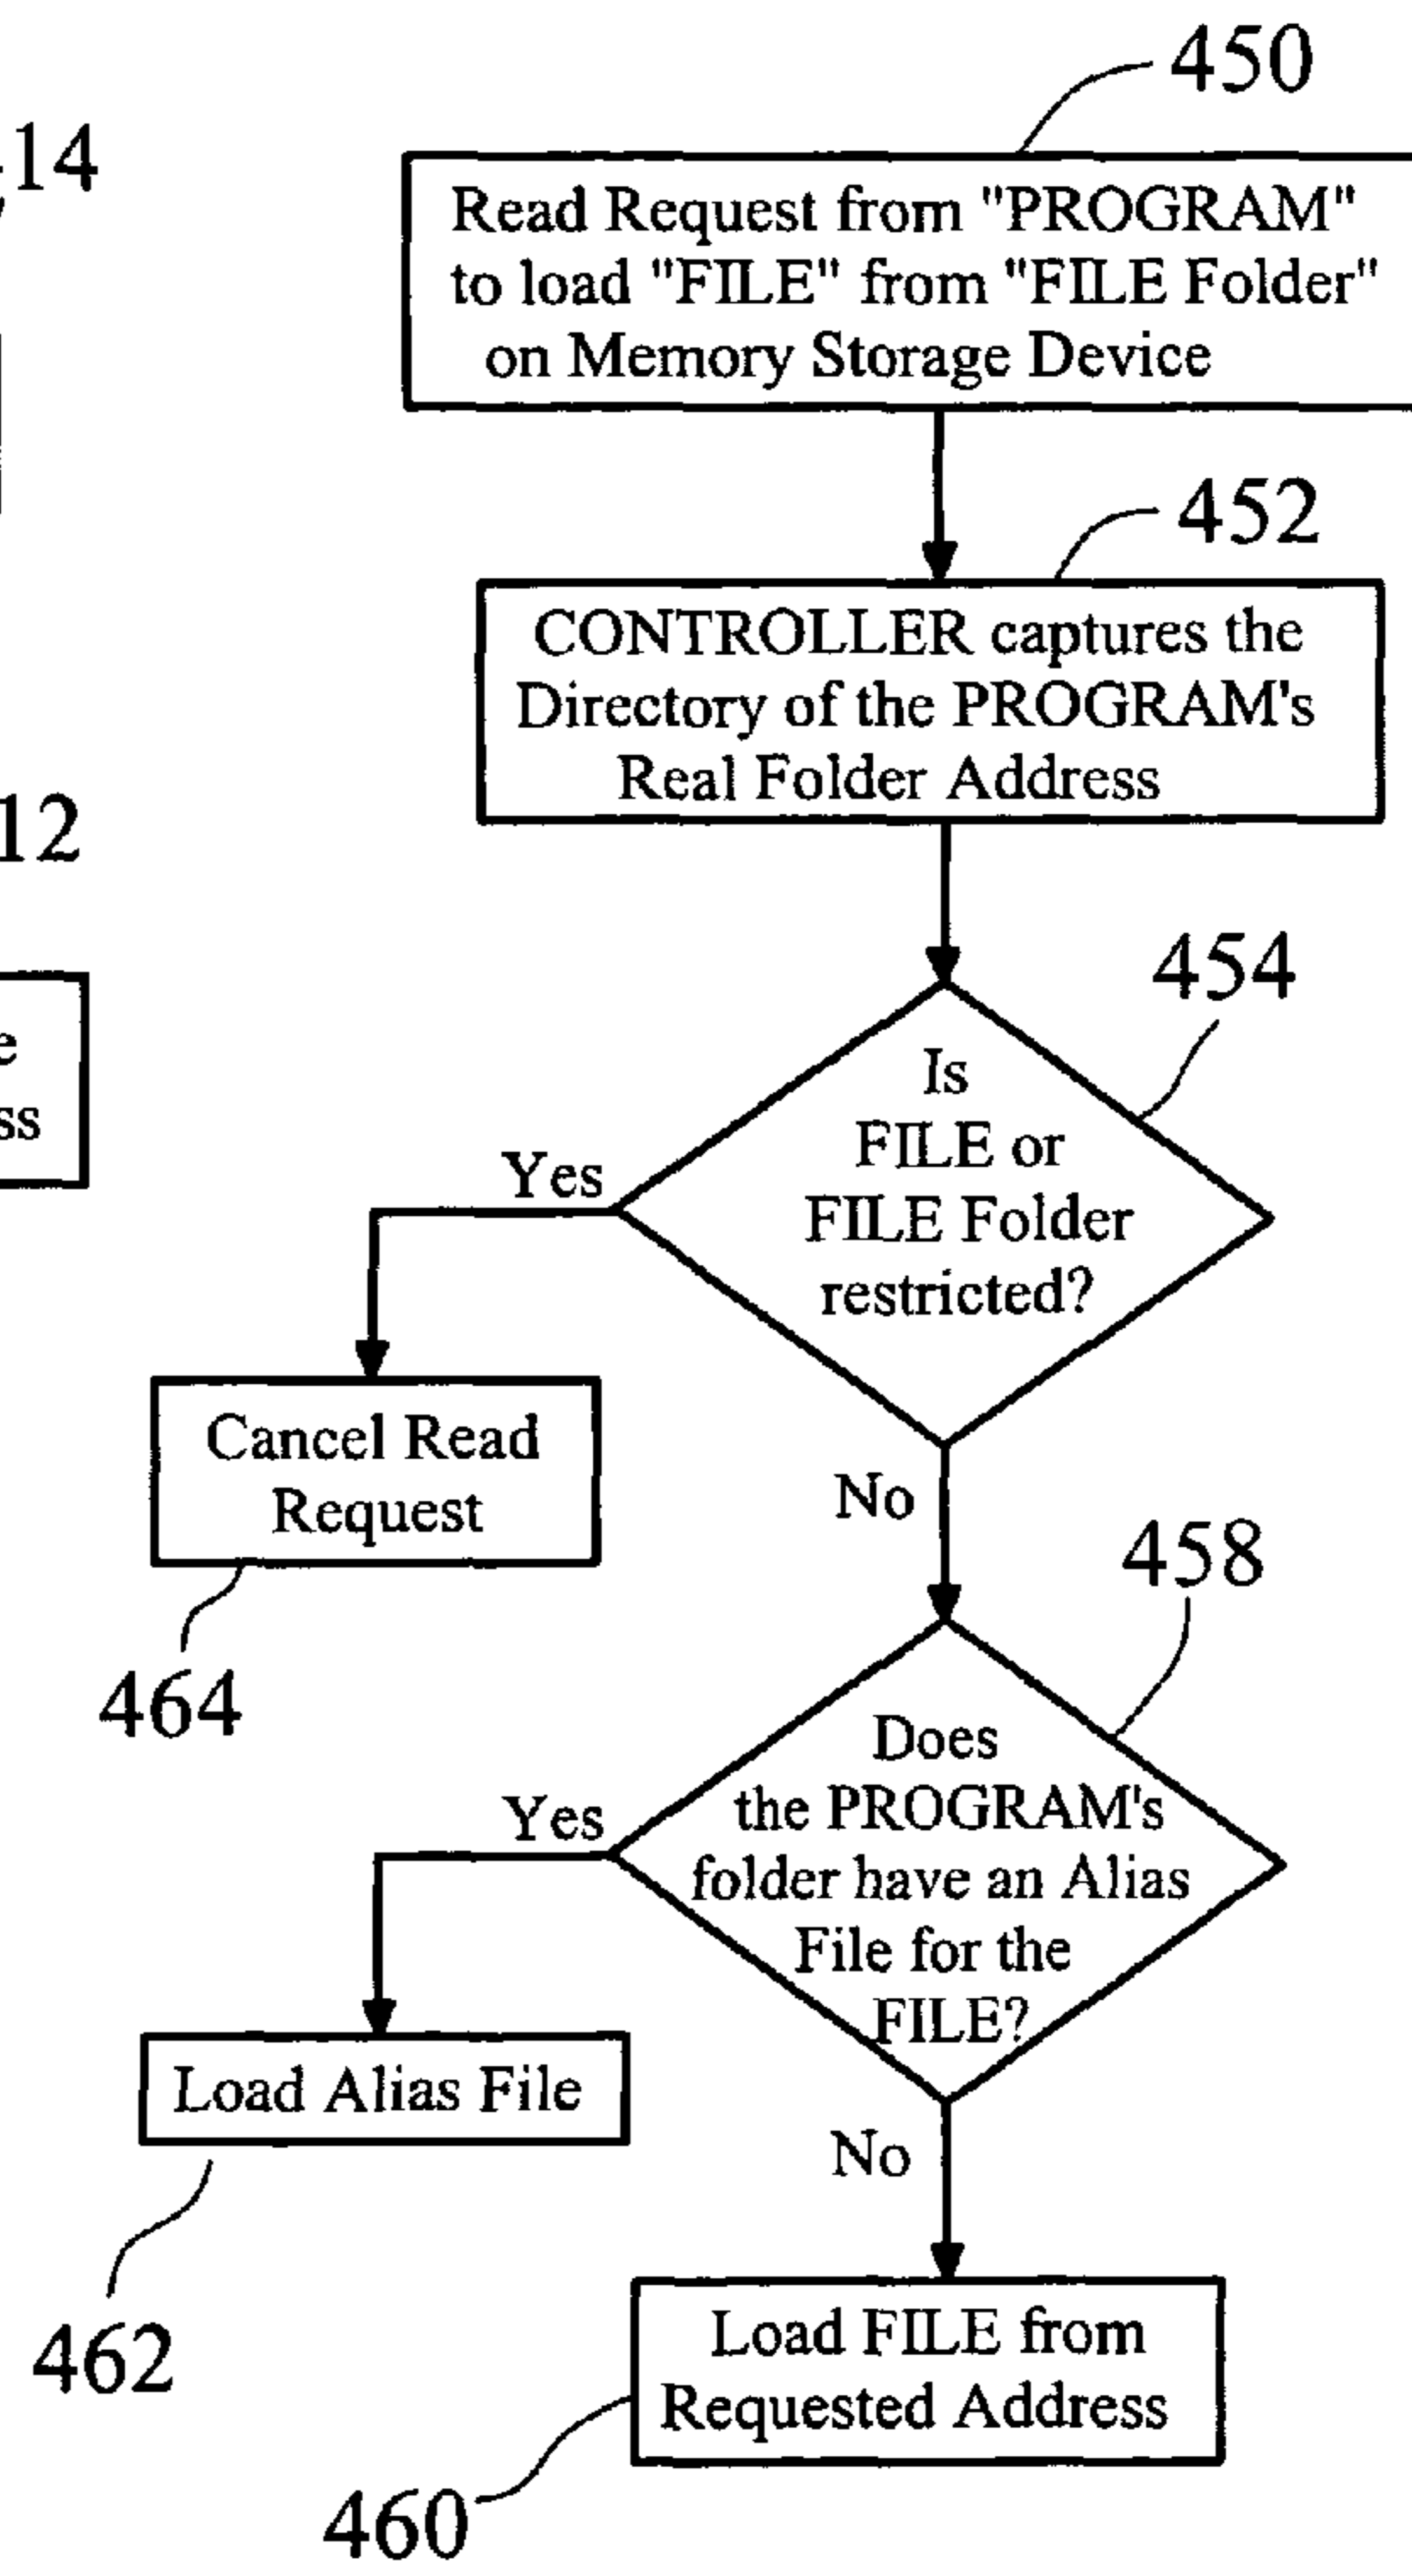 450
Read Request from "PROGRAM"
to load "FILE" from "FILE Folder"
on Memory Storage Device
452
CONTROLLER captures the
Directory of the PROGRAM's
Real Folder Address
454
Is
FILE or
FILE Folder
restricted?
Yes
Cancel Read
Request
464
No
458
Does
the PROGRAM's
folder have an Alias
File for the
FILE?
Yes
Load Alias File
462
No
Load FILE from
Requested Address
460
14
12
e
ss